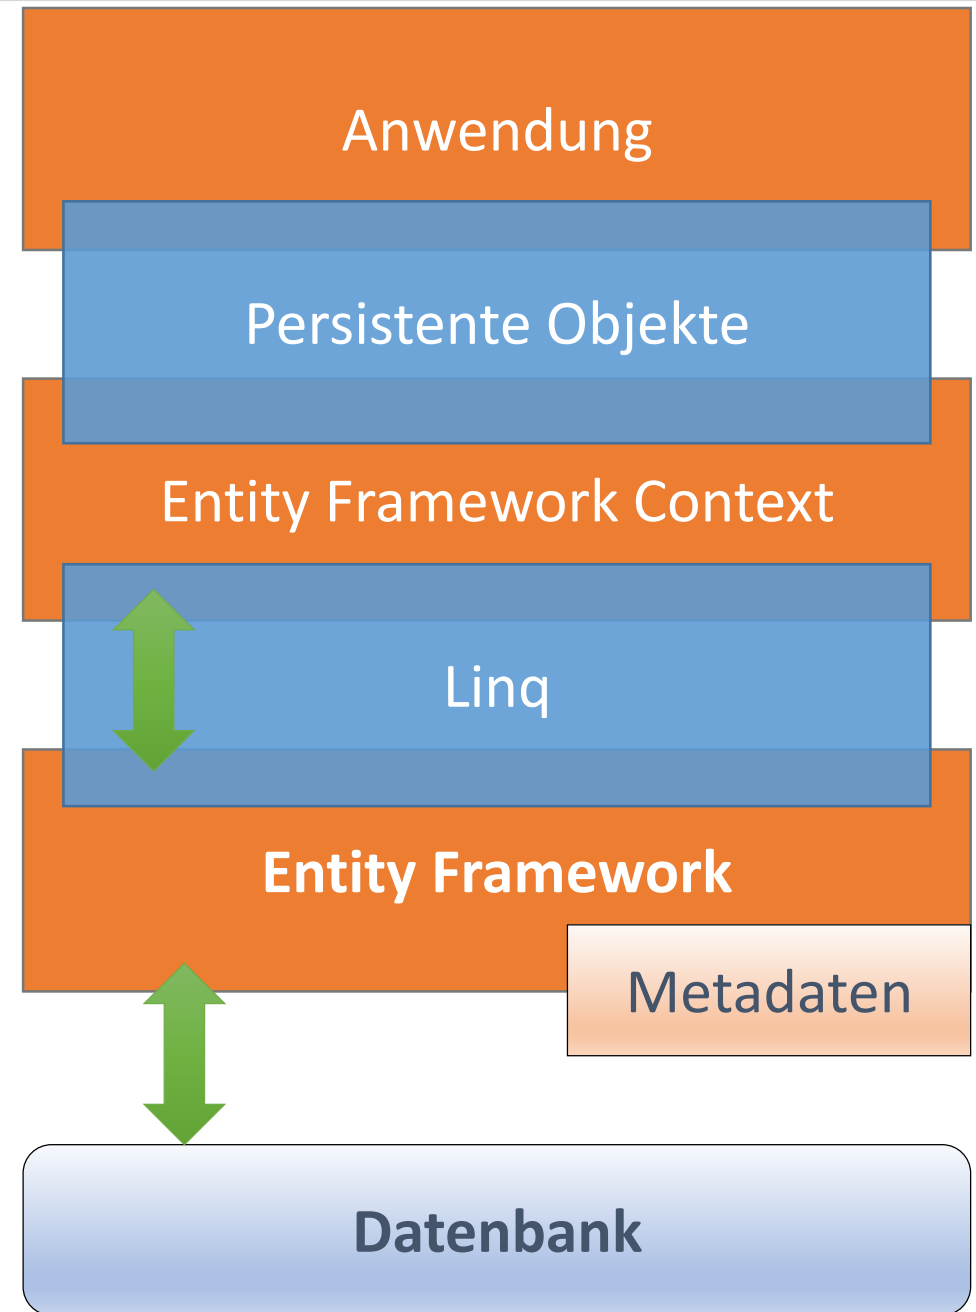 Anwendung
Persistente Objekte
Entity Framework Context
Linq
Entity Framework
Metadaten
Datenbank